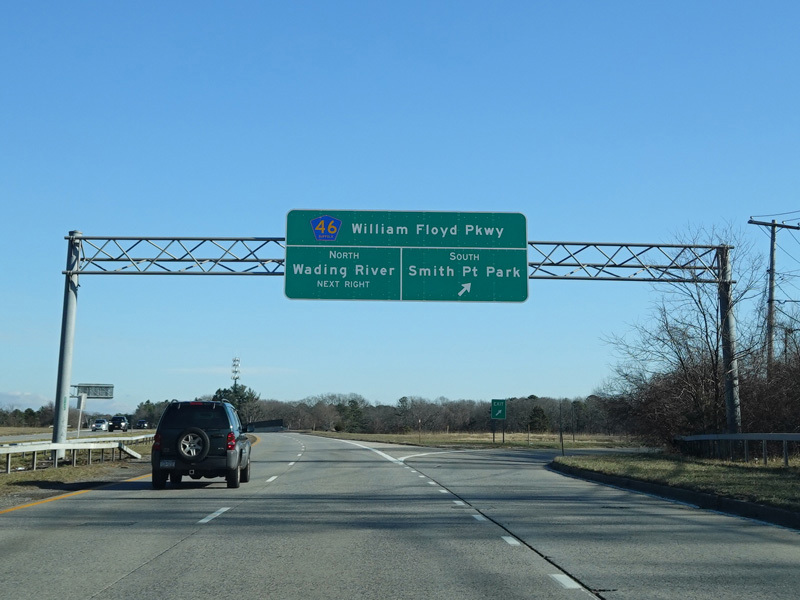 46
William Floyd Pkwy
NORTH
Wading River
NEXT RIGHT
SOUTH
Smith Pt Park
EXIT